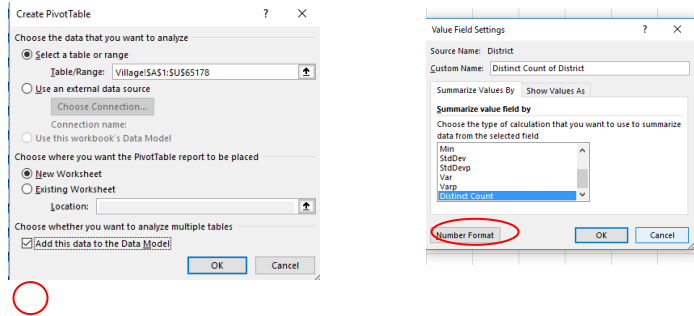 Create PivotTable ? ×
Choose the data that you want to analyze
Select a table or range
Table/Range: Village!$A$1:$U$65178
Use an external data source
Choose Connection...
Connection name:
Use this workbook's Data Model
Choose where you want the PivotTable report to be placed
New Worksheet
Existing Worksheet
Location:
Choose whether you want to analyze multiple tables
Add this data to the Data Model
OK Cancel
Value Field Settings ? ×
Source Name: District
Custom Name: Distinct Count of District
Summarize Values By Show Values As
Summarize value field by
Choose the type of calculation that you want to use to summarize
data from the selected field
Min
StdDev
StdDevp
Var
Varp
Distinct Count
Number Format OK Cancel